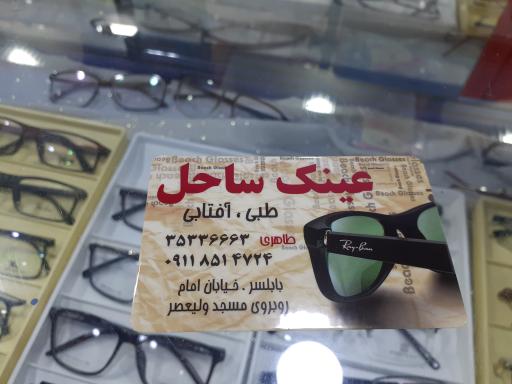 Beach Glasses
عینک ساحل
طبی . آفتابی
طاهری ۳۵۳۳۶۶۶۳
۰۹۱۱ ۸۵۱ ۴۷۲۴
بابلسر . خیابان امام
روبروی مسجد ولیعصر
Ray-Ban